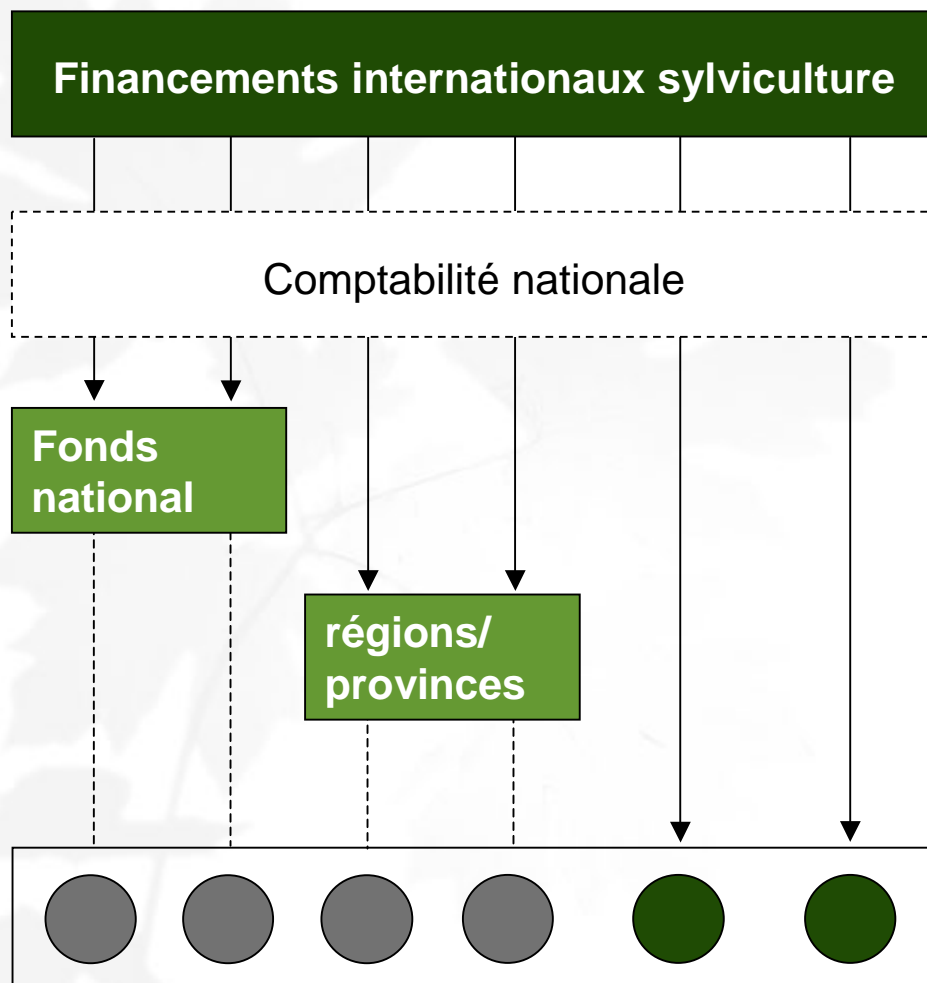 Financements internationaux sylviculture
Comptabilité nationale
Fonds
national
régions/
provinces